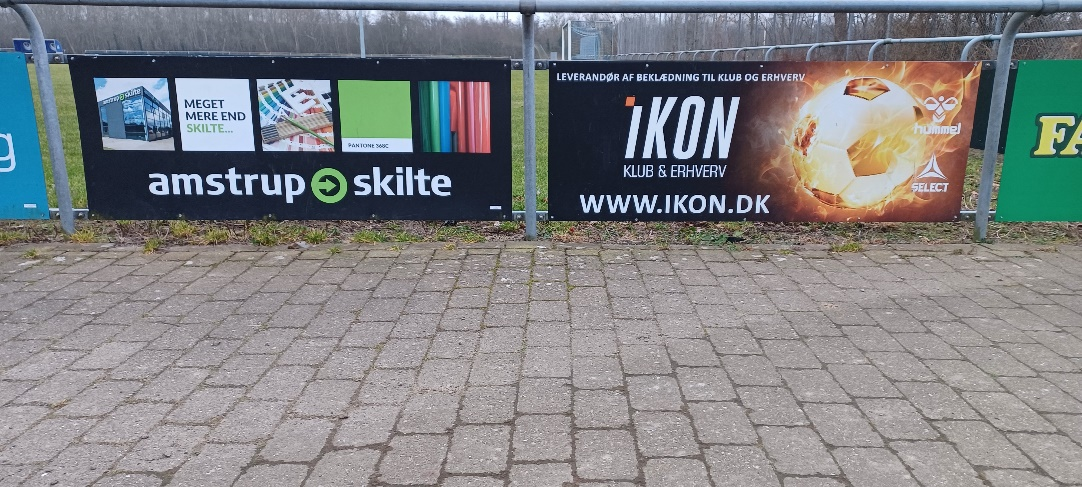 MEGET
MERE END
SKILTE...
PANTONE 368C
amstrup skilte
LEVERANDØR AF BEKLÆDNING TIL KLUB OG ERHVERV
iKON
KLUB & ERHVERV
WWW.IKON.DK
hummel
SELECT